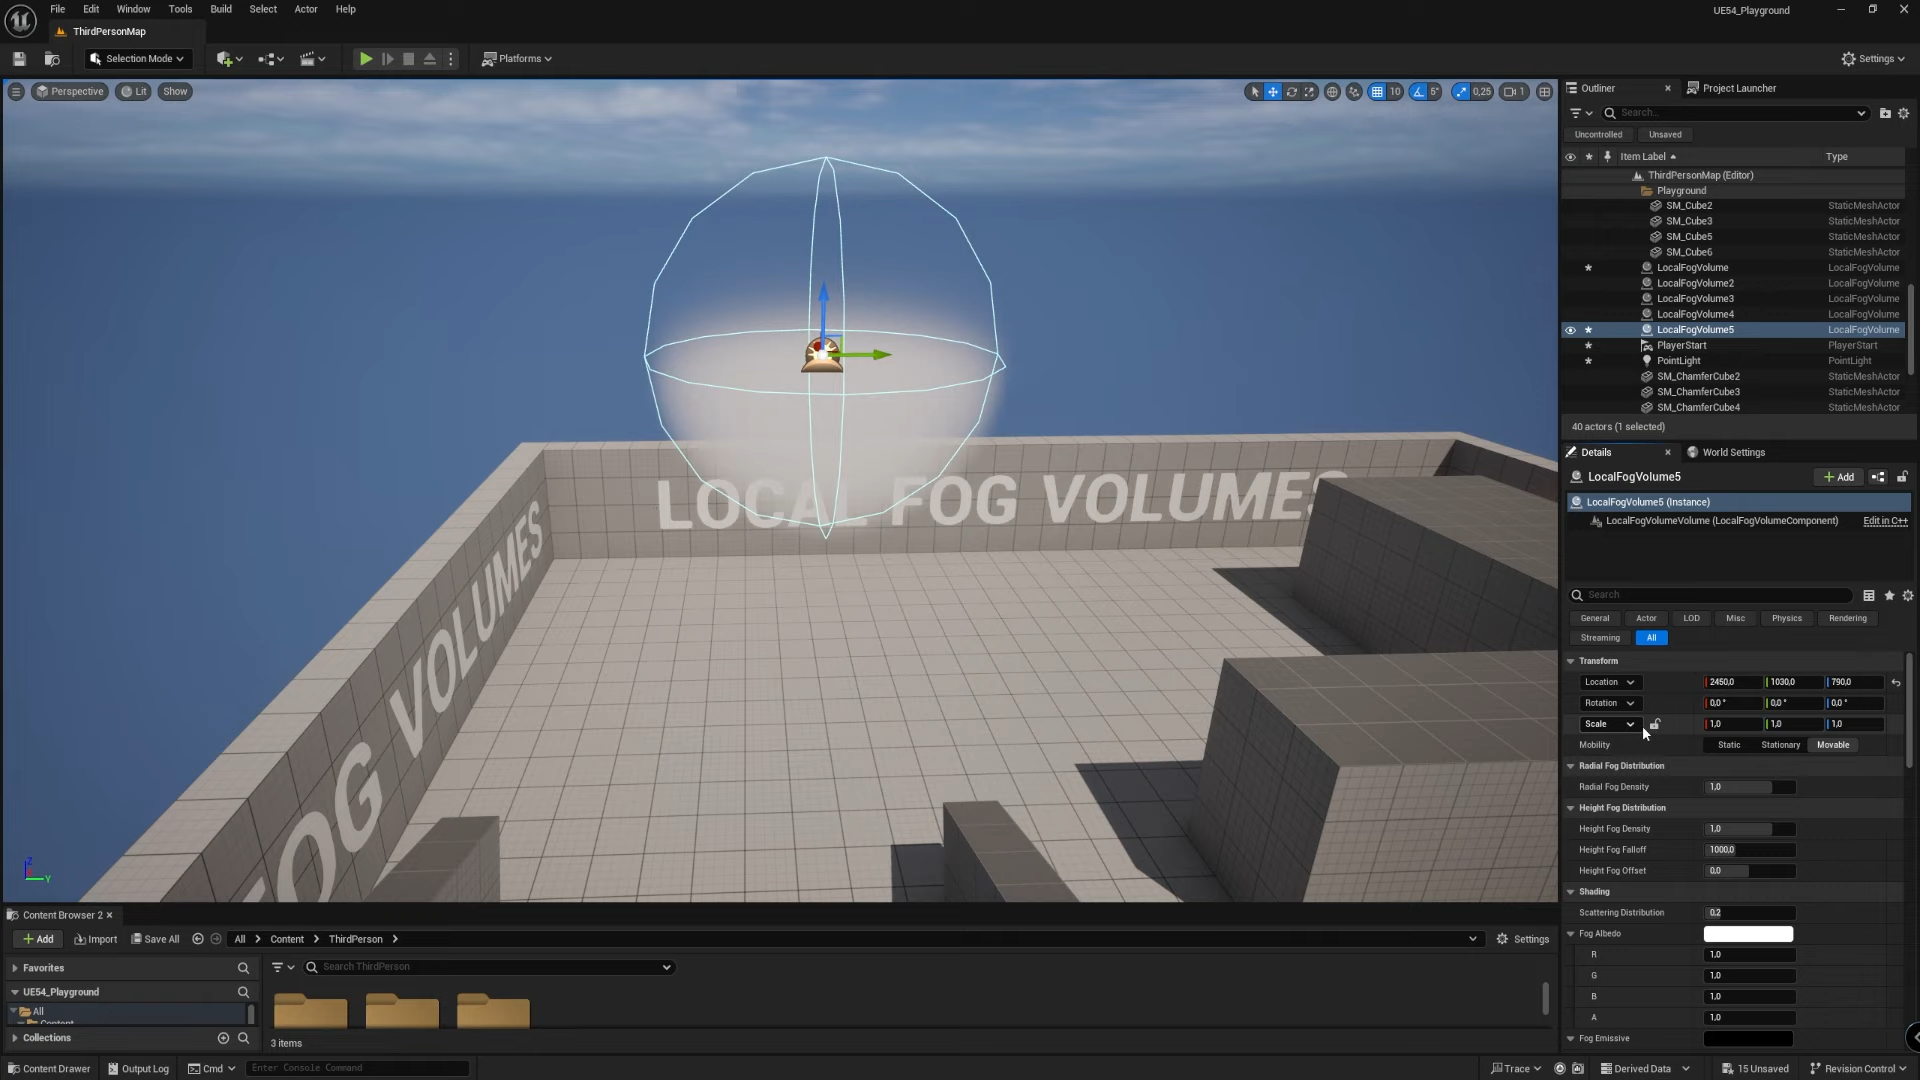 File Edit Window Tools Build Select Actor Help
UE54_Playground
ThirdPersonMap
Selection Mode
Platforms
Settings
Perspective Lit Show
10 5° 0,25 1
LOCAL FOG VOLUMES
VOLUMES
FOG
Outliner Project Launcher
Search...
Uncontrolled Unsaved
Item Label Type
ThirdPersonMap (Editor)
Playground
SM_Cube2 StaticMeshActor
SM_Cube3 StaticMeshActor
SM_Cube5 StaticMeshActor
SM_Cube6 StaticMeshActor
LocalFogVolume LocalFogVolume
LocalFogVolume2 LocalFogVolume
LocalFogVolume3 LocalFogVolume
LocalFogVolume4 LocalFogVolume
LocalFogVolume5 LocalFogVolume
PlayerStart PlayerStart
PointLight PointLight
SM_ChamferCube2 StaticMeshActor
SM_ChamferCube3 StaticMeshActor
SM_ChamferCube4 StaticMeshActor
40 actors (1 selected)
Details World Settings
LocalFogVolume5 Add
LocalFogVolume5 (Instance)
LocalFogVolumeVolume (LocalFogVolumeComponent) Edit in C++
Search
General Actor LOD Misc Physics Rendering
Streaming All
Transform
Location 2450,0 1030,0 790,0
Rotation 0,0 ° 0,0 ° 0,0 °
Scale 1,0 1,0 1,0
Mobility Static Stationary Movable
Radial Fog Distribution
Radial Fog Density 1,0
Height Fog Distribution
Height Fog Density 1,0
Height Fog Falloff 1000,0
Height Fog Offset 0,0
Shading
Scattering Distribution 0,2
Fog Albedo
R 1,0
G 1,0
B 1,0
A 1,0
Fog Emissive
Z
Y
Content Browser 2
Add Import Save All All Content ThirdPerson Settings
Favorites Search ThirdPerson
UE54_Playground
All
Content
Collections
3 items
Content Drawer Output Log Cmd Enter Console Command Trace Derived Data 15 Unsaved Revision Control